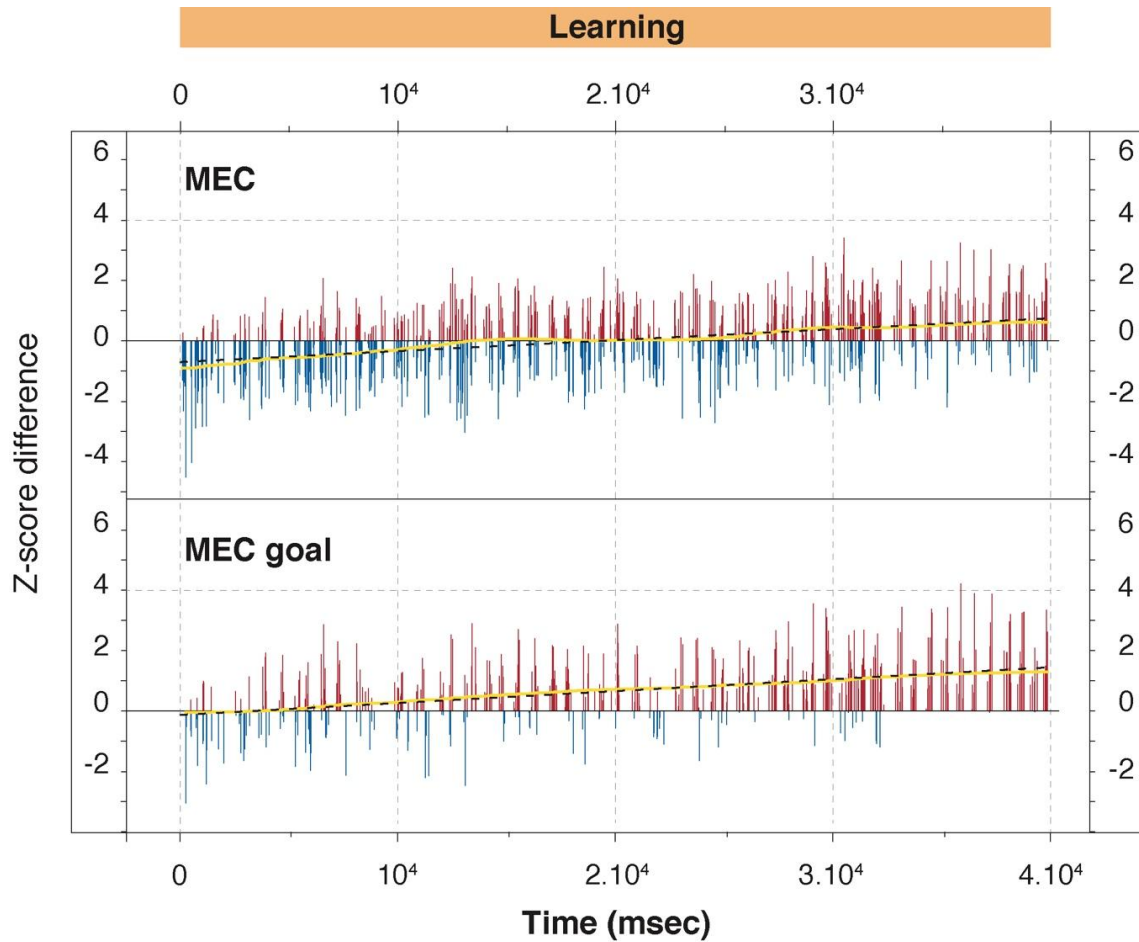 Learning
0 10⁴ 2.10⁴ 3.10⁴
6 6
MEC
4 4
2 2
0 0
-2 -2
-4 -4
Z-score difference
6 6
MEC goal
4 4
2 2
0 0
-2 -2
0 10⁴ 2.10⁴ 3.10⁴ 4.10⁴
Time (msec)